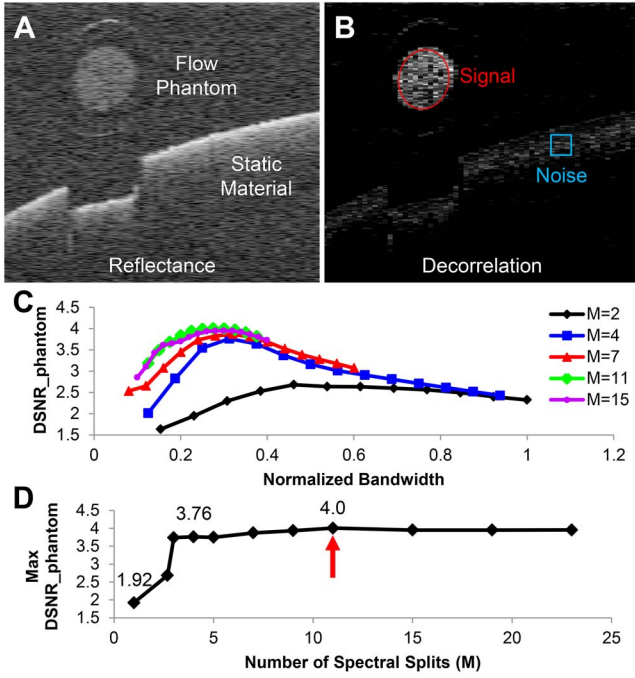 A
Flow
Phantom
Static
Material
Reflectance
B
Signal
Noise
Decorrelation
C
DSNR_phantom
4.5
4
3.5
3
2.5
2
1.5
0
0.2
0.4
0.6
0.8
1
1.2
Normalized Bandwidth
M=2
M=4
M=7
M=11
M=15
D
Max
DSNR_phantom
4.5
4
3.5
3
2.5
2
1.5
1.92
3.76
4.0
0
5
10
15
20
25
Number of Spectral Splits (M)